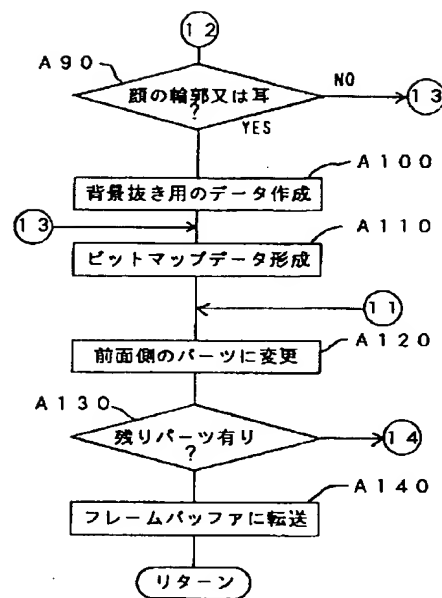 12
A90
顔の輪郭又は耳
?
NO
13
YES
A100
背景抜き用のデータ作成
13
A110
ビットマップデータ形成
11
A120
前面側のパーツに変更
A130
残りパーツ有り
?
14
A140
フレームバッファに転送
リターン